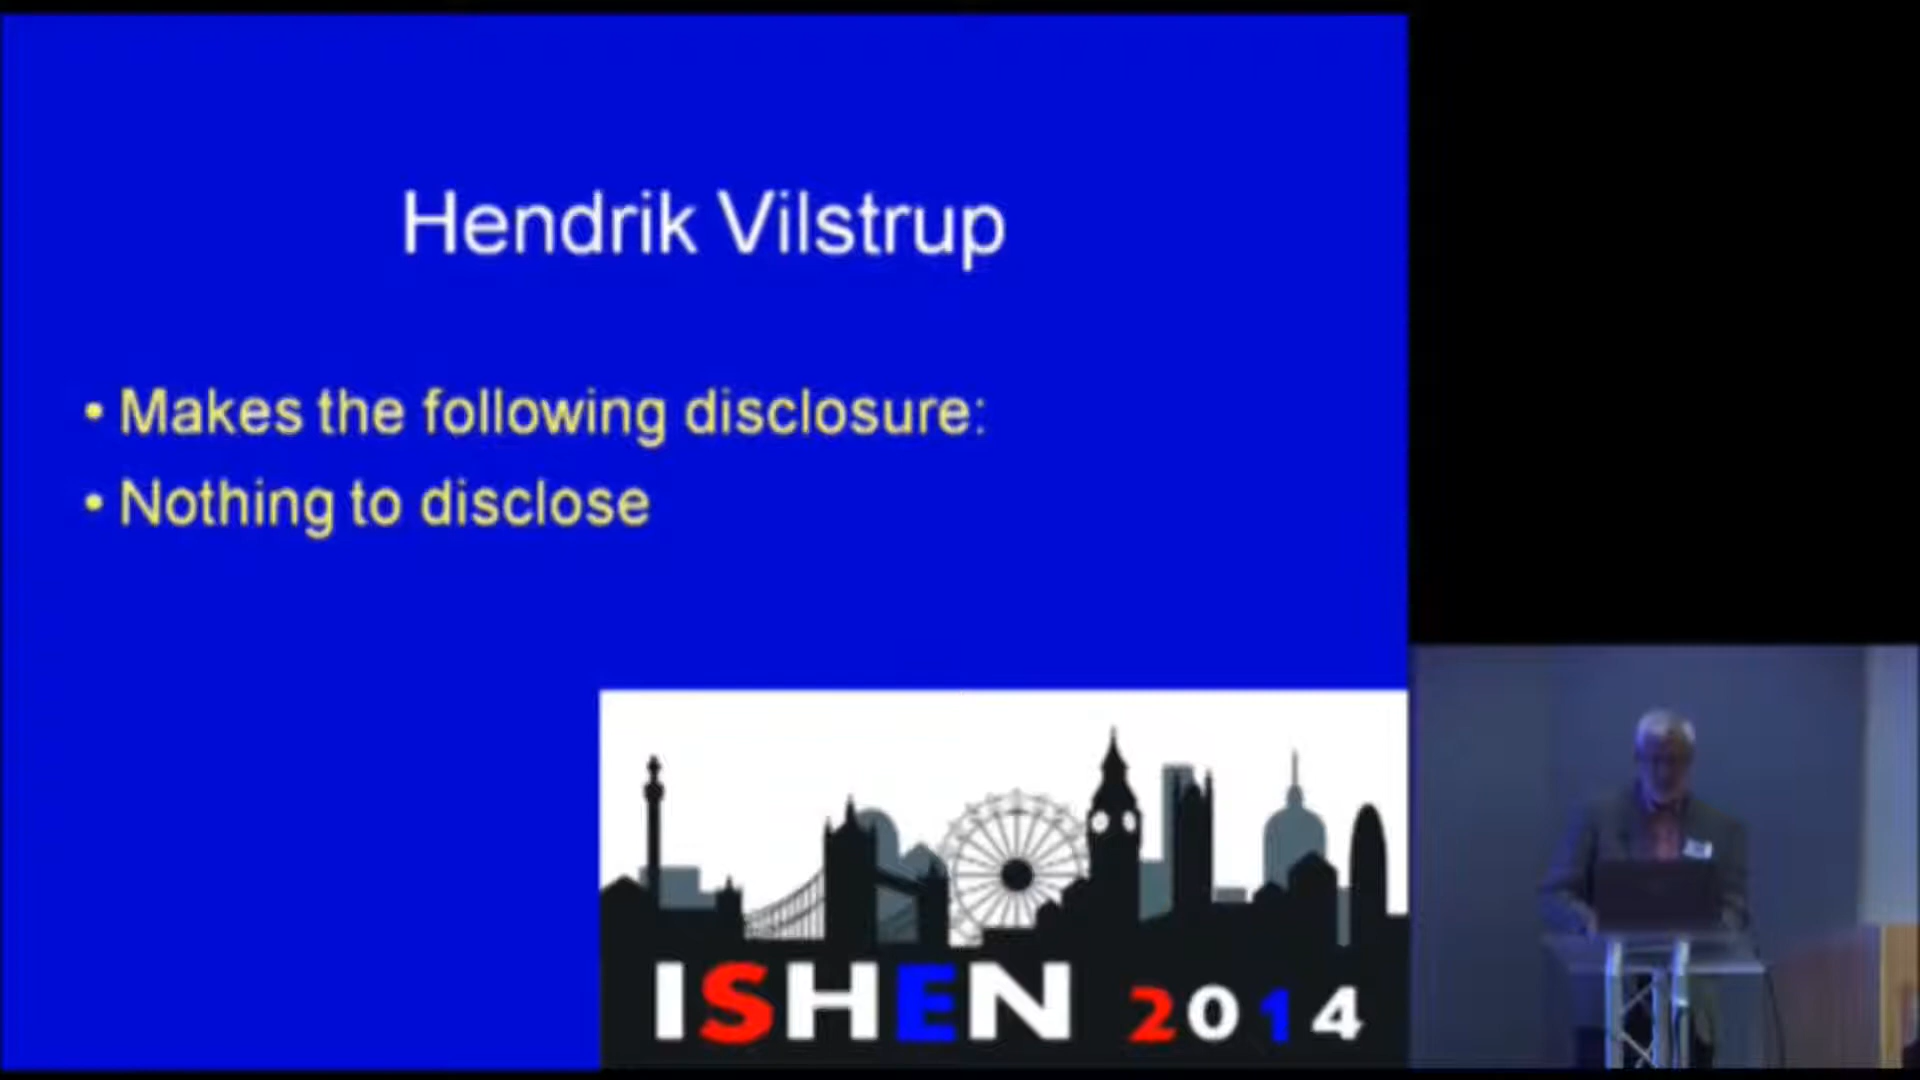 Hendrik Vilstrup
• Makes the following disclosure:
• Nothing to disclose
ISHEN 2014